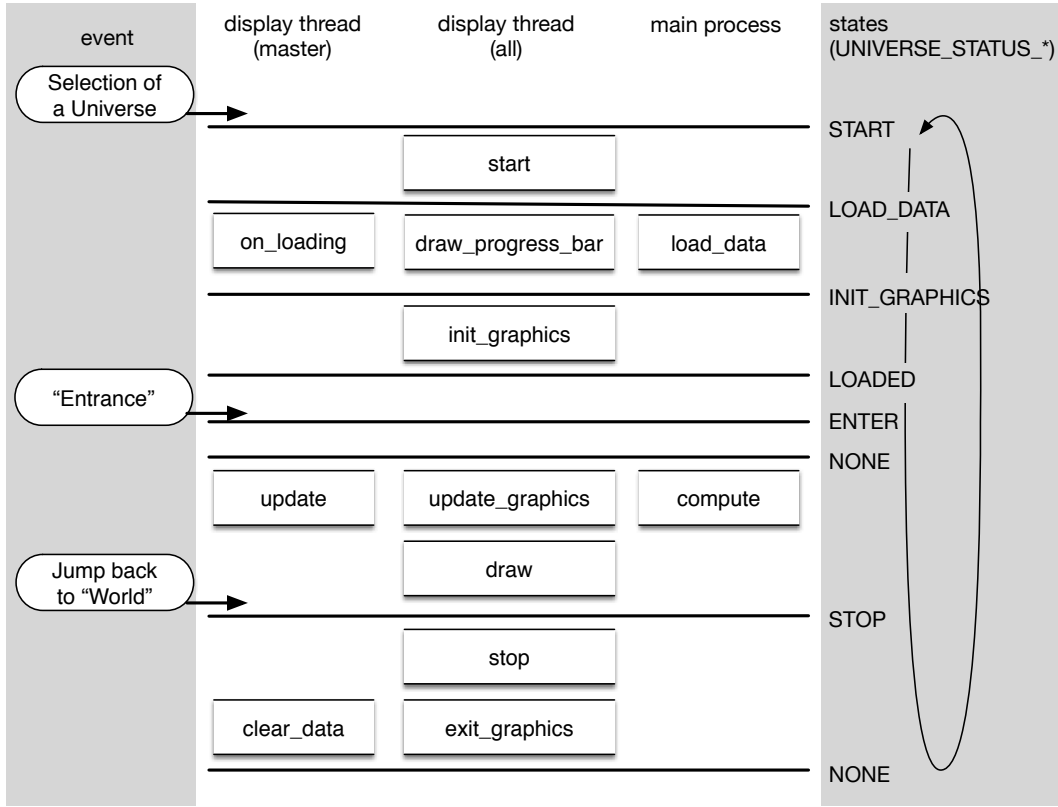 event
display thread
(master)
display thread
(all)
main process
states
(UNIVERSE_STATUS_*)
Selection of
a Universe
START
start
LOAD_DATA
on_loading
draw_progress_bar
load_data
INIT_GRAPHICS
init_graphics
LOADED
“Entrance”
ENTER
NONE
update
update_graphics
compute
draw
Jump back
to “World”
STOP
stop
clear_data
exit_graphics
NONE